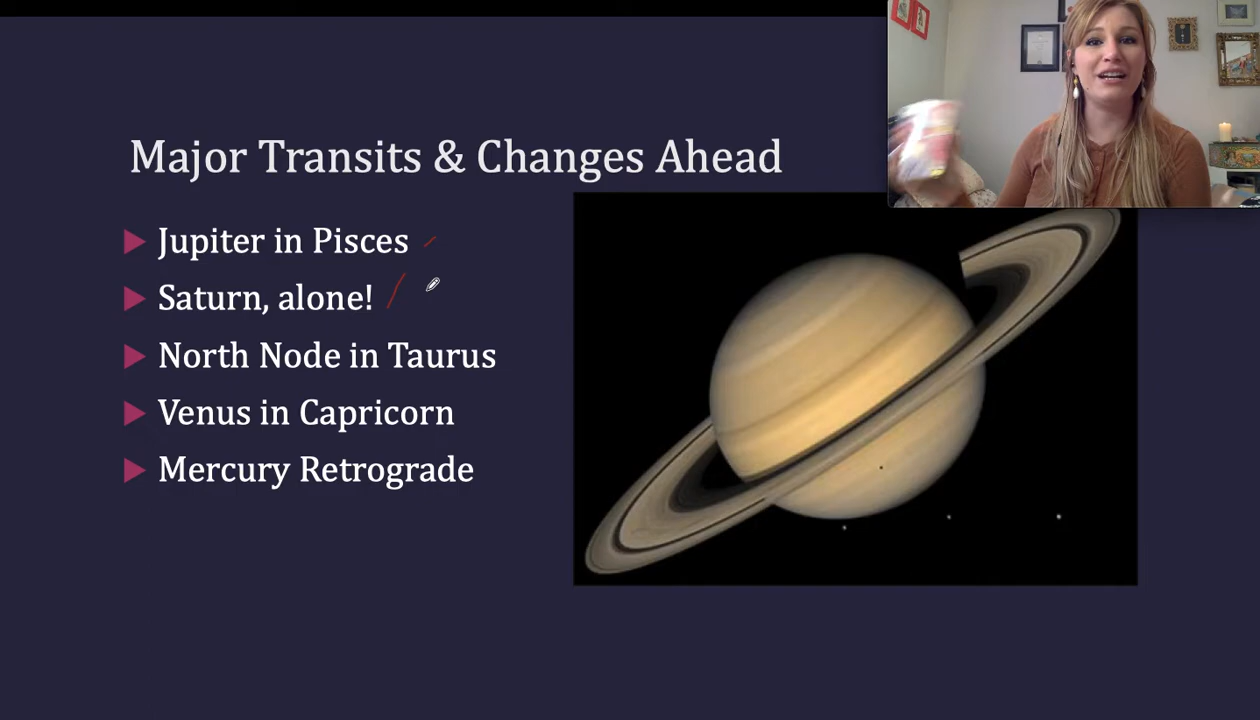 Major Transits & Changes Ahead
Jupiter in Pisces
Saturn, alone!
North Node in Taurus
Venus in Capricorn
Mercury Retrograde